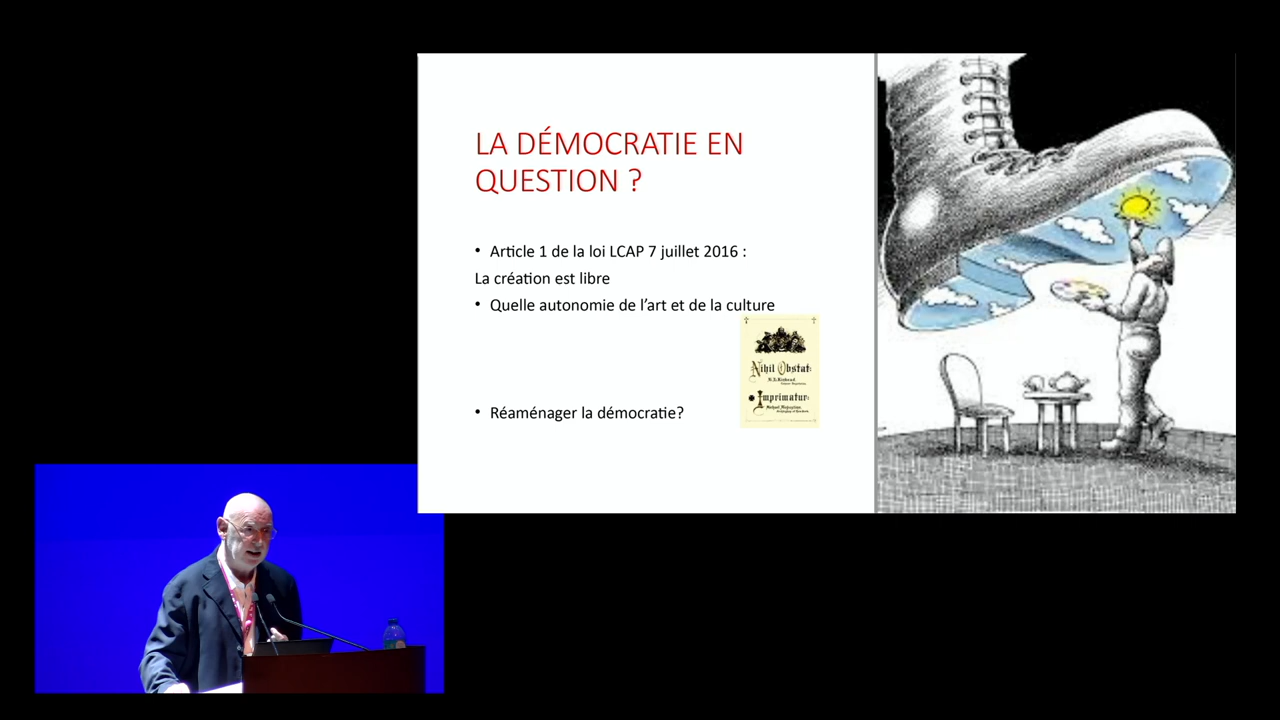 LA DÉMOCRATIE EN
QUESTION ?
• Article 1 de la loi LCAP 7 juillet 2016 :
La création est libre
• Quelle autonomie de l’art et de la culture
Nihil Obstat
Imprimatur
• Réaménager la démocratie?